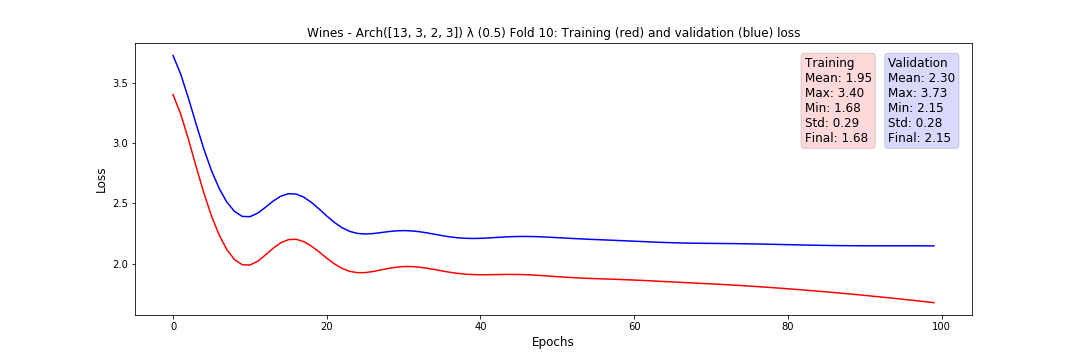 Wines - Arch([13, 3, 2, 3]) λ (0.5) Fold 10: Training (red) and validation (blue) loss
Training
Mean: 1.95
Max: 3.40
Min: 1.68
Std: 0.29
Final: 1.68
Validation
Mean: 2.30
Max: 3.73
Min: 2.15
Std: 0.28
Final: 2.15
Loss
3.5
3.0
2.5
2.0
0 20 40 60 80 100
Epochs